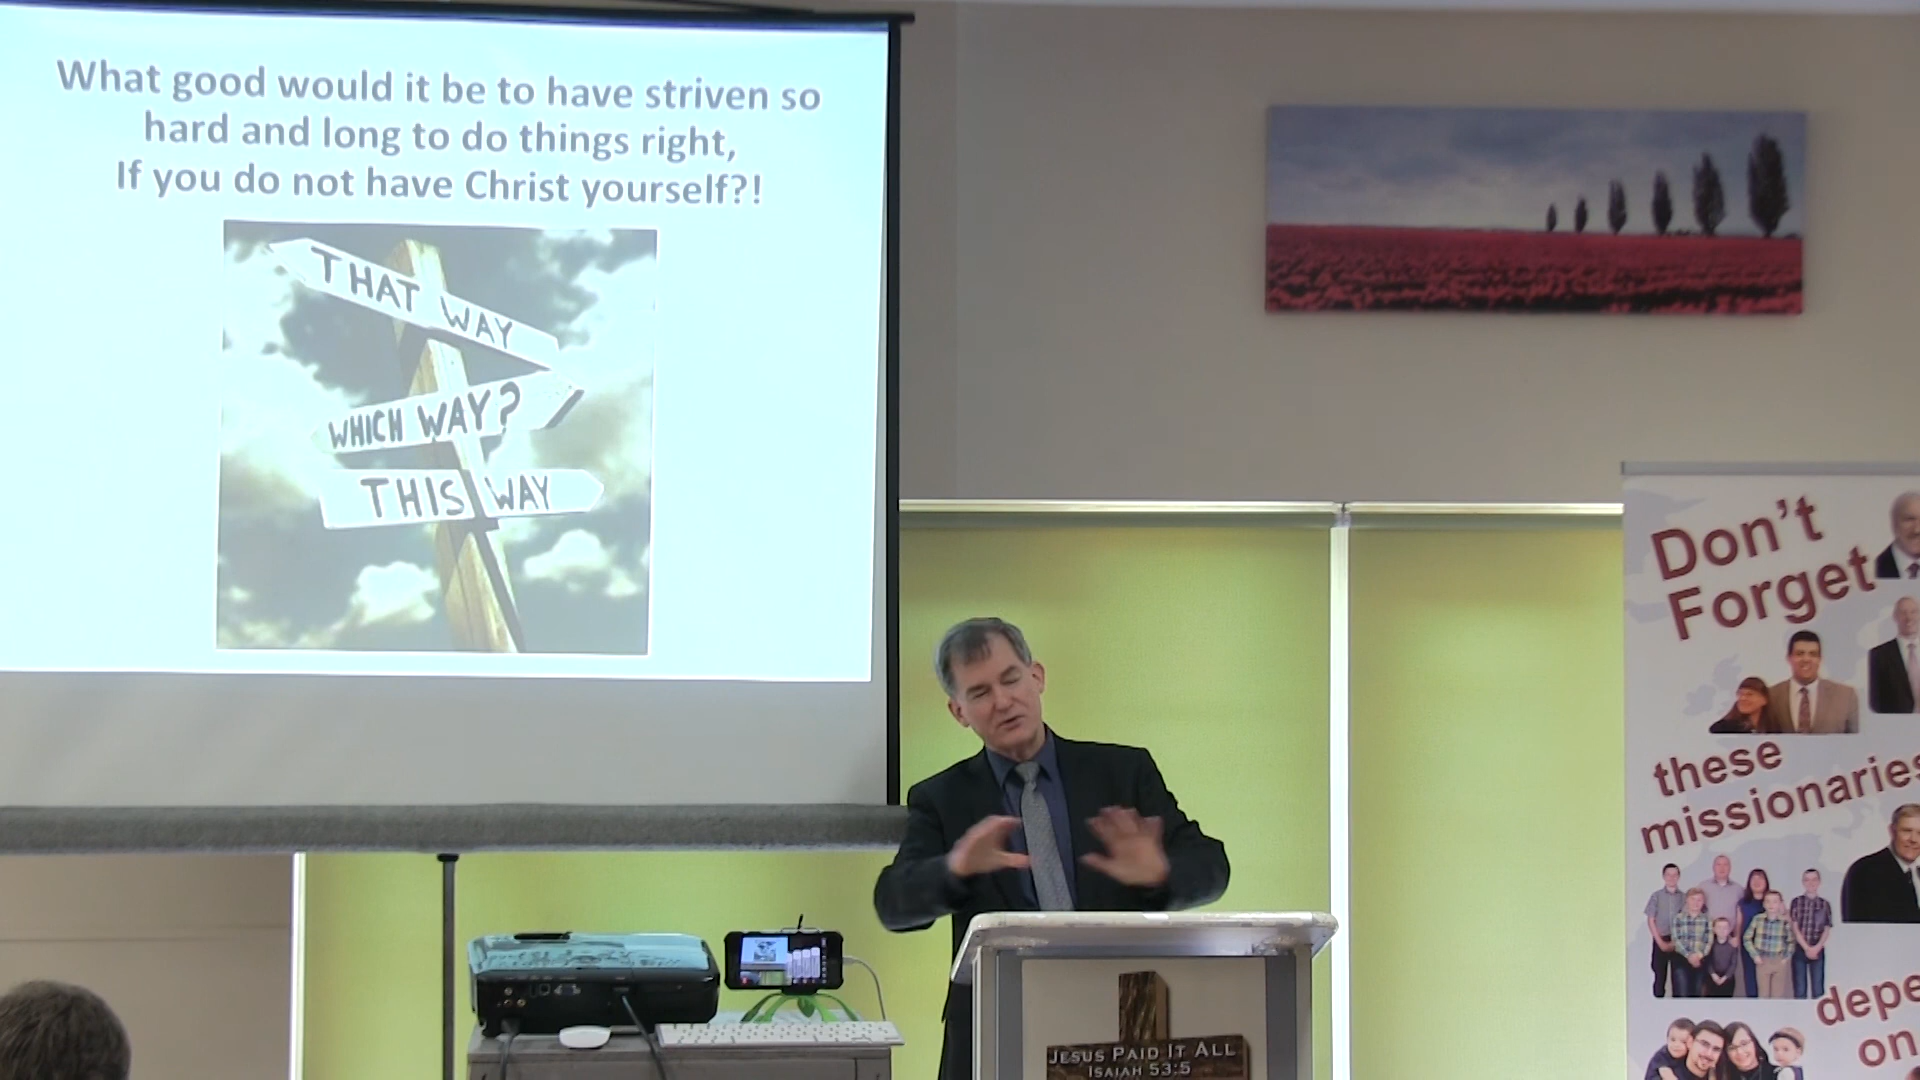 What good would it be to have striven so
hard and long to do things right,
If you do not have Christ yourself?!
THAT WAY
WHICH WAY?
THIS WAY
Don't
Forget
these
missionaries
on
JESUS PAID IT ALL
ISAIAH 53:5